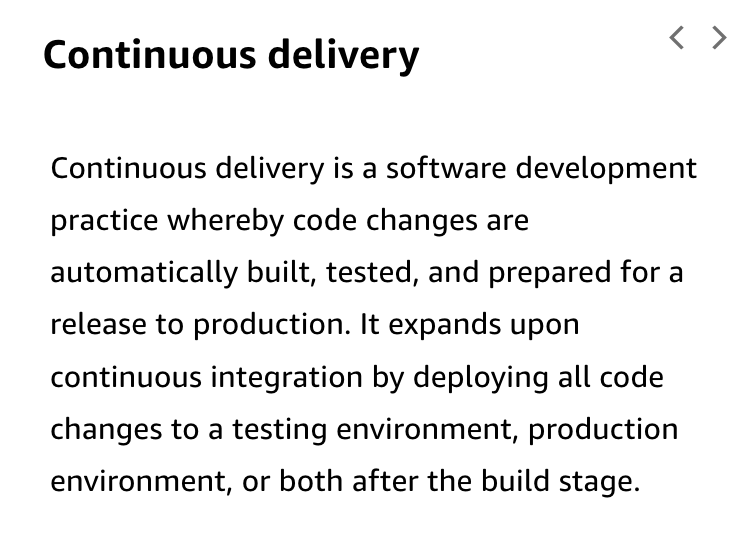 Continuous delivery
Continuous delivery is a software development
practice whereby code changes are
automatically built, tested, and prepared for a
release to production. It expands upon
continuous integration by deploying all code
changes to a testing environment, production
environment, or both after the build stage.